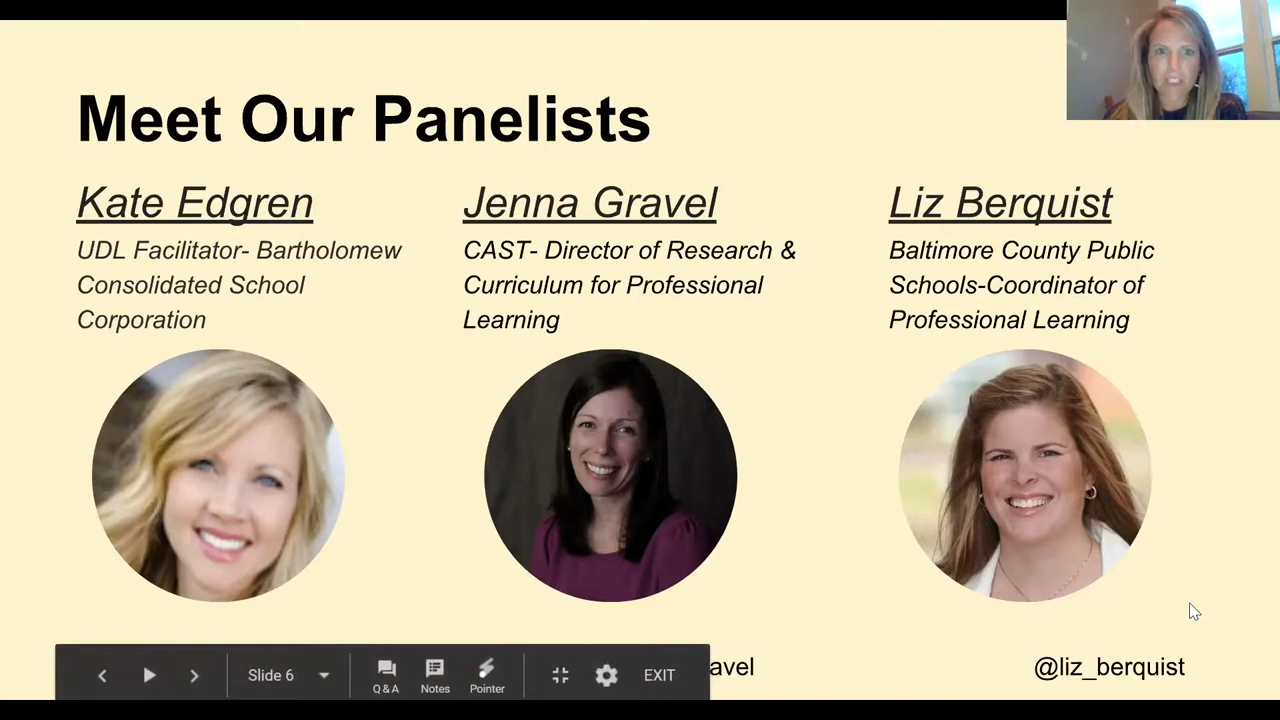 Meet Our Panelists
Kate Edgren
UDL Facilitator- Bartholomew
Consolidated School
Corporation
Jenna Gravel
CAST- Director of Research &
Curriculum for Professional
Learning
Liz Berquist
Baltimore County Public
Schools-Coordinator of
Professional Learning
avel
@liz_berquist
Slide 6
Q & A
Notes
Pointer
EXIT